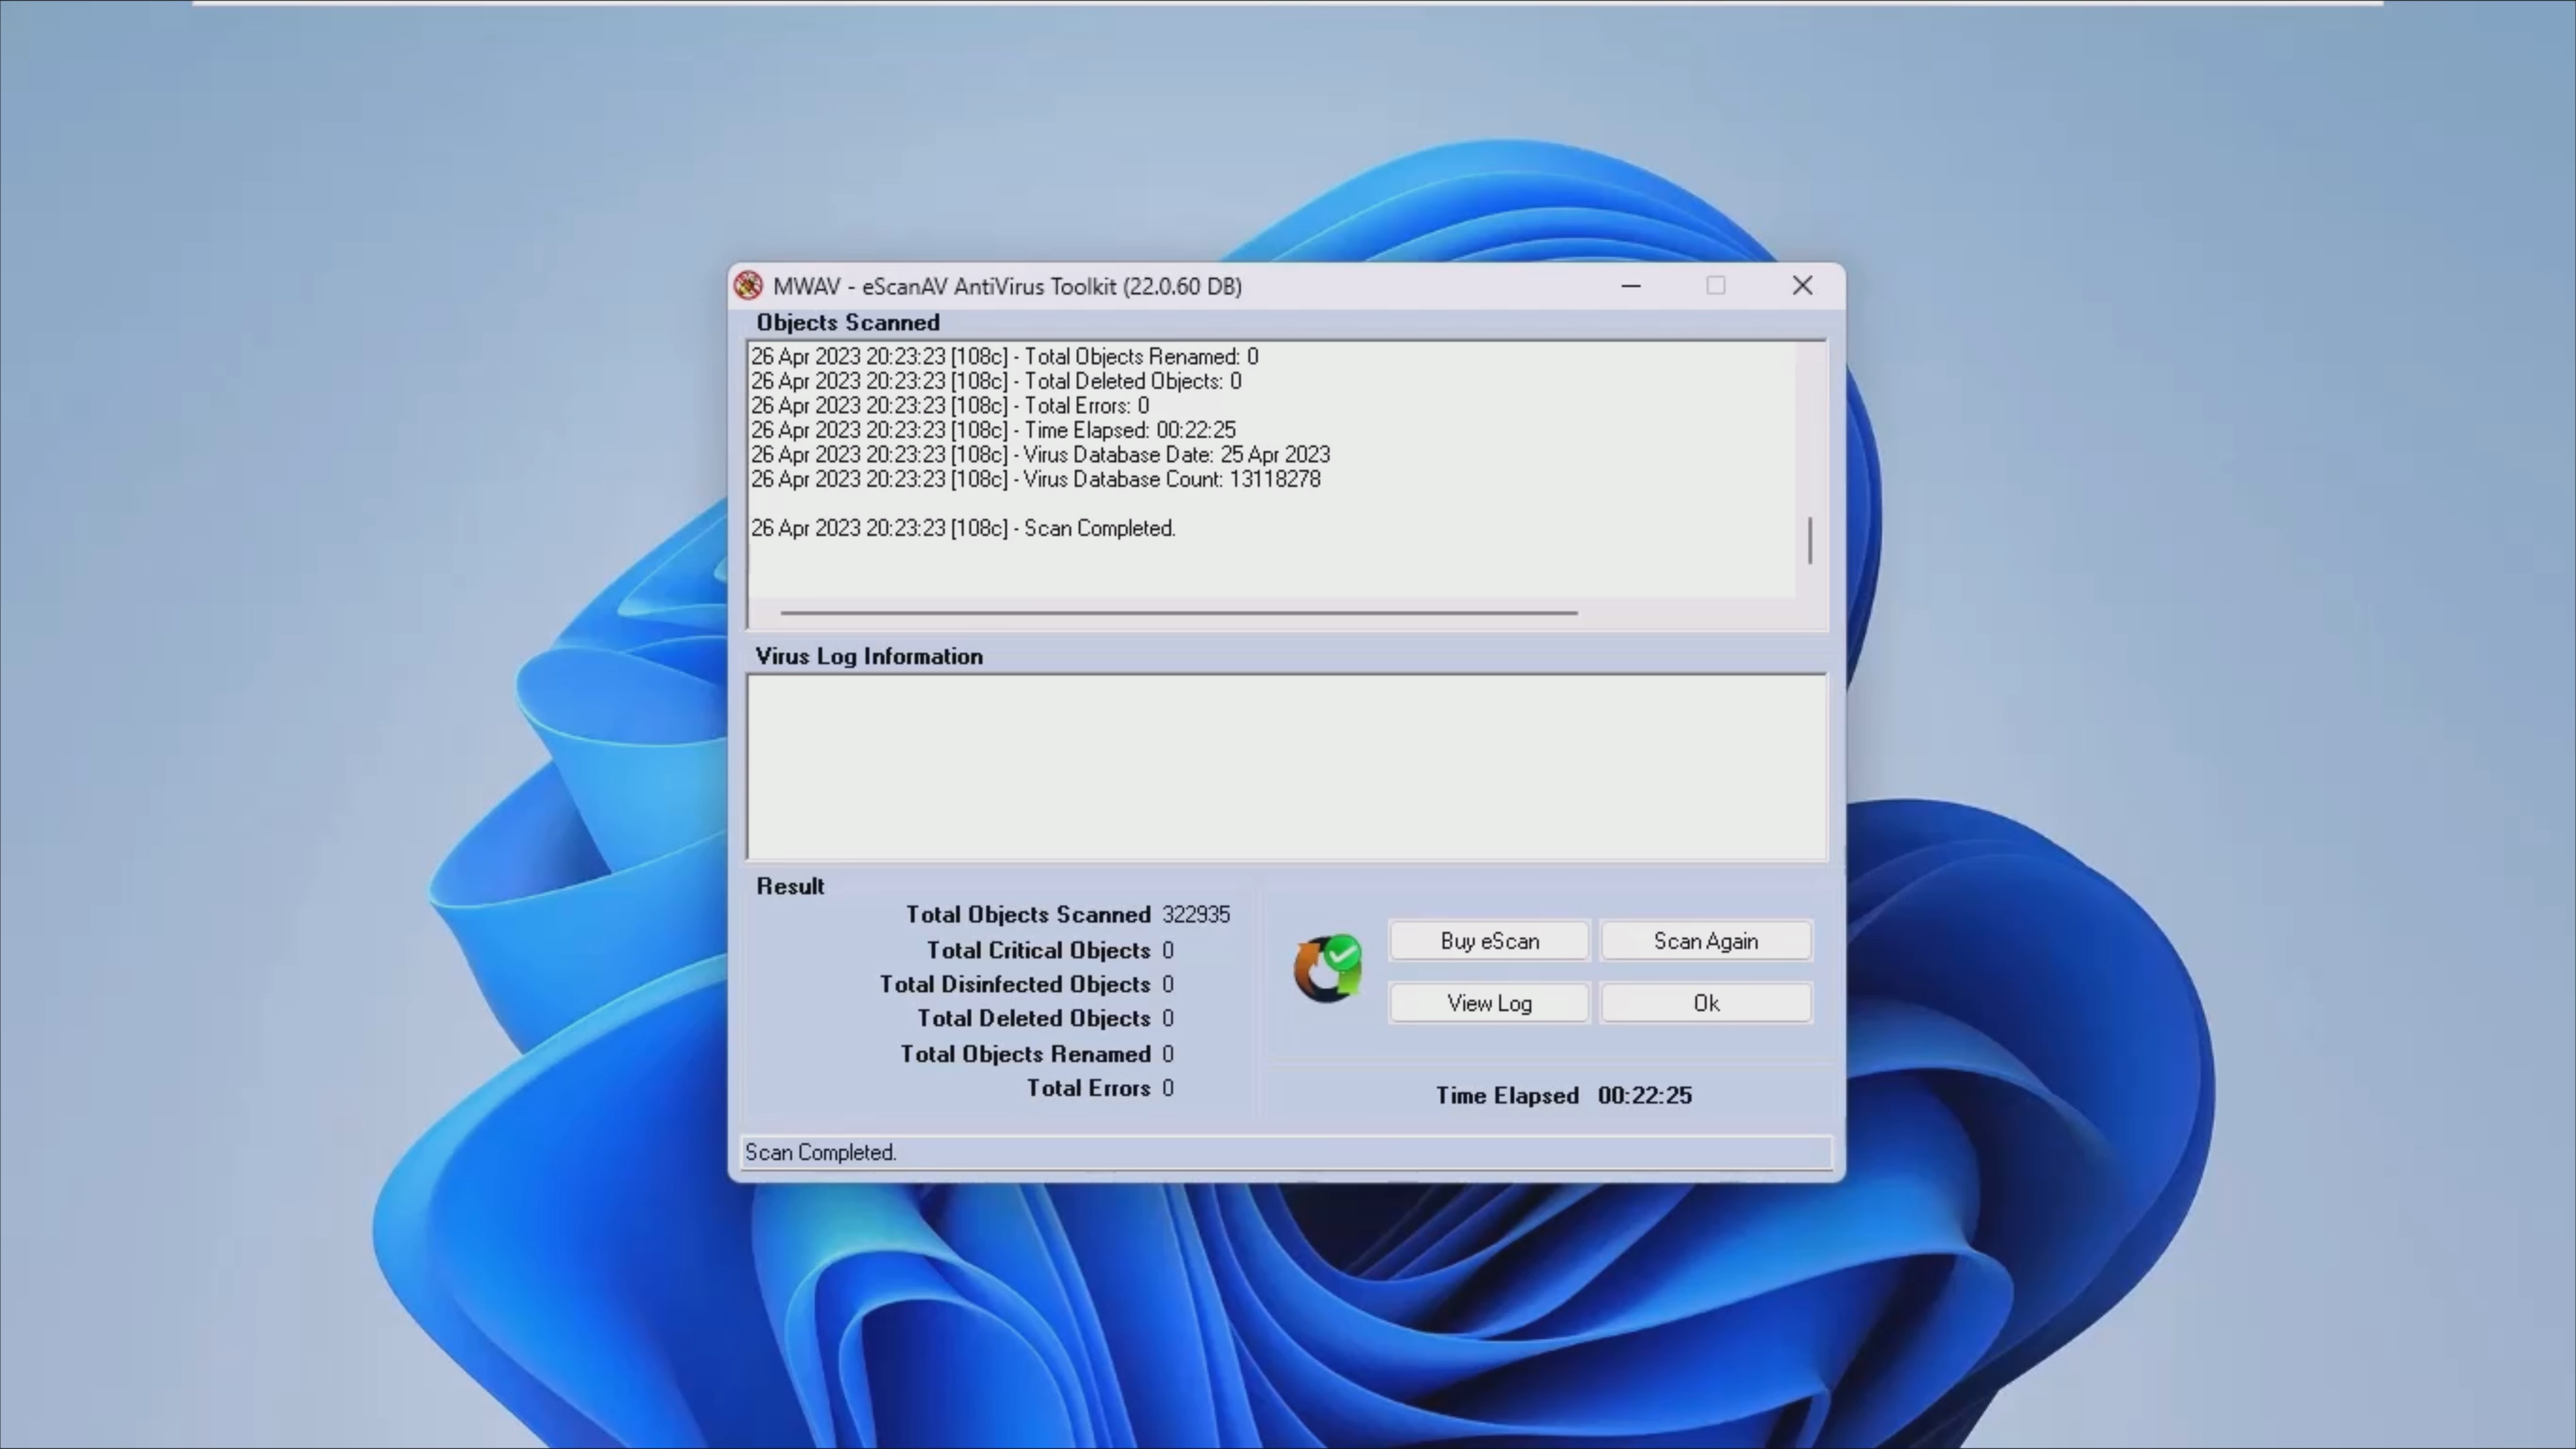 MWAV - eScanAV AntiVirus Toolkit (22.0.60 DB)
Objects Scanned
26 Apr 2023 20:23:23 [108c] - Total Objects Renamed: 0
26 Apr 2023 20:23:23 [108c] - Total Deleted Objects: 0
26 Apr 2023 20:23:23 [108c] - Total Errors: 0
26 Apr 2023 20:23:23 [108c] - Time Elapsed: 00:22:25
26 Apr 2023 20:23:23 [108c] - Virus Database Date: 25 Apr 2023
26 Apr 2023 20:23:23 [108c] - Virus Database Count: 13118278
26 Apr 2023 20:23:23 [108c] - Scan Completed.
Virus Log Information
Result
Total Objects Scanned 322935
Total Critical Objects 0
Total Disinfected Objects 0
Total Deleted Objects 0
Total Objects Renamed 0
Total Errors 0
Buy eScan
Scan Again
View Log
Ok
Time Elapsed 00:22:25
Scan Completed.